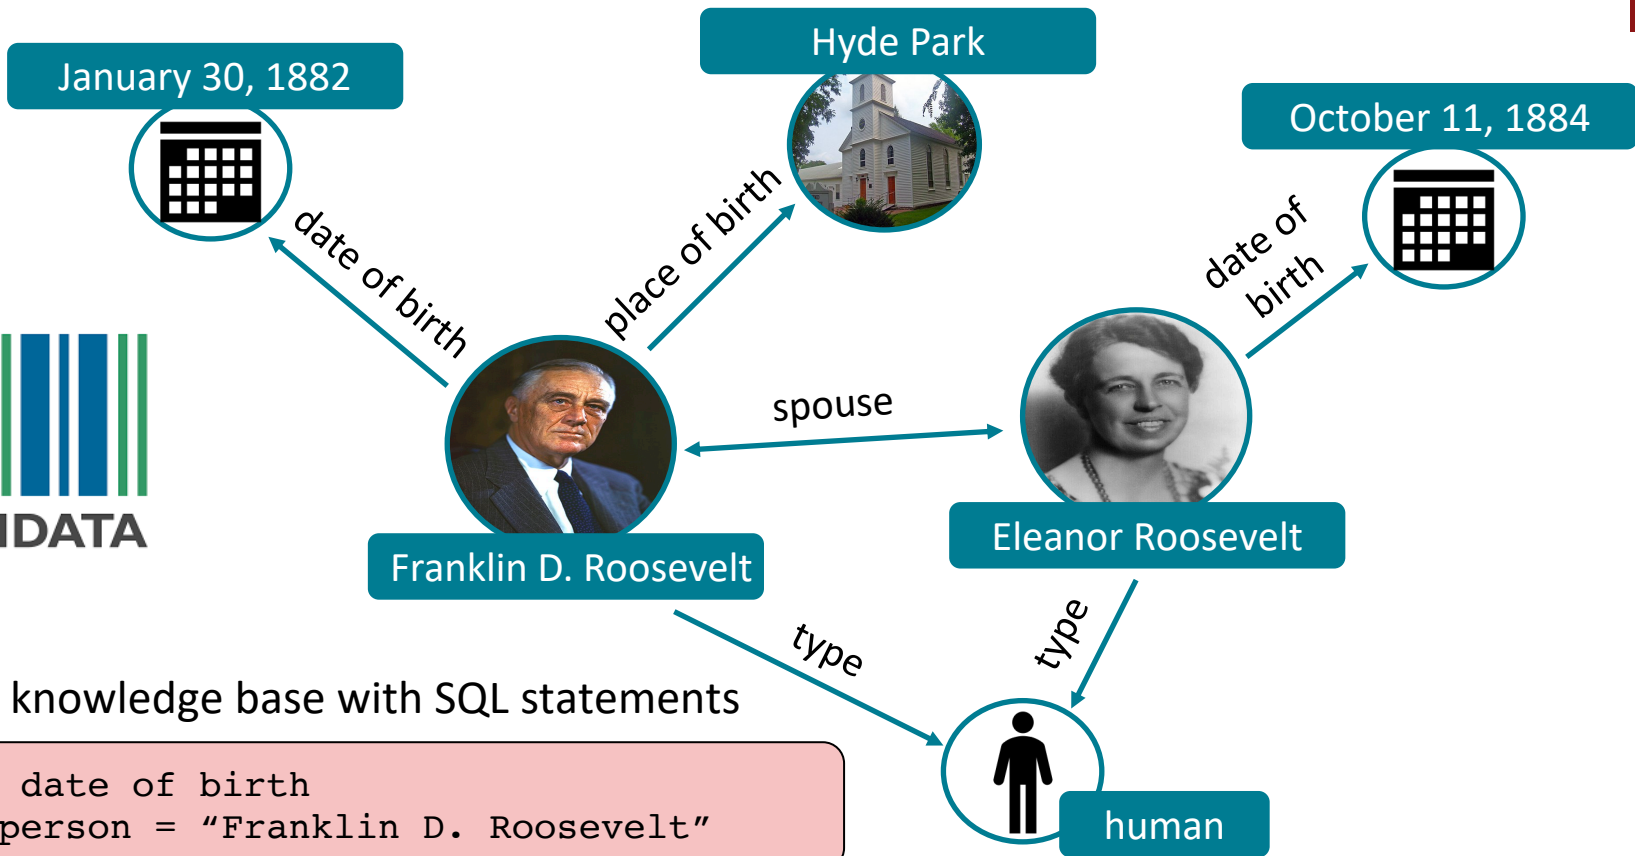 Hyde Park
January 30, 1882
October 11, 1884
date of birth
place of birth
date of
birth
spouse
Franklin D. Roosevelt
Eleanor Roosevelt
IDATA
type
type
knowledge base with SQL statements
date of birth
person = “Franklin D. Roosevelt”
human